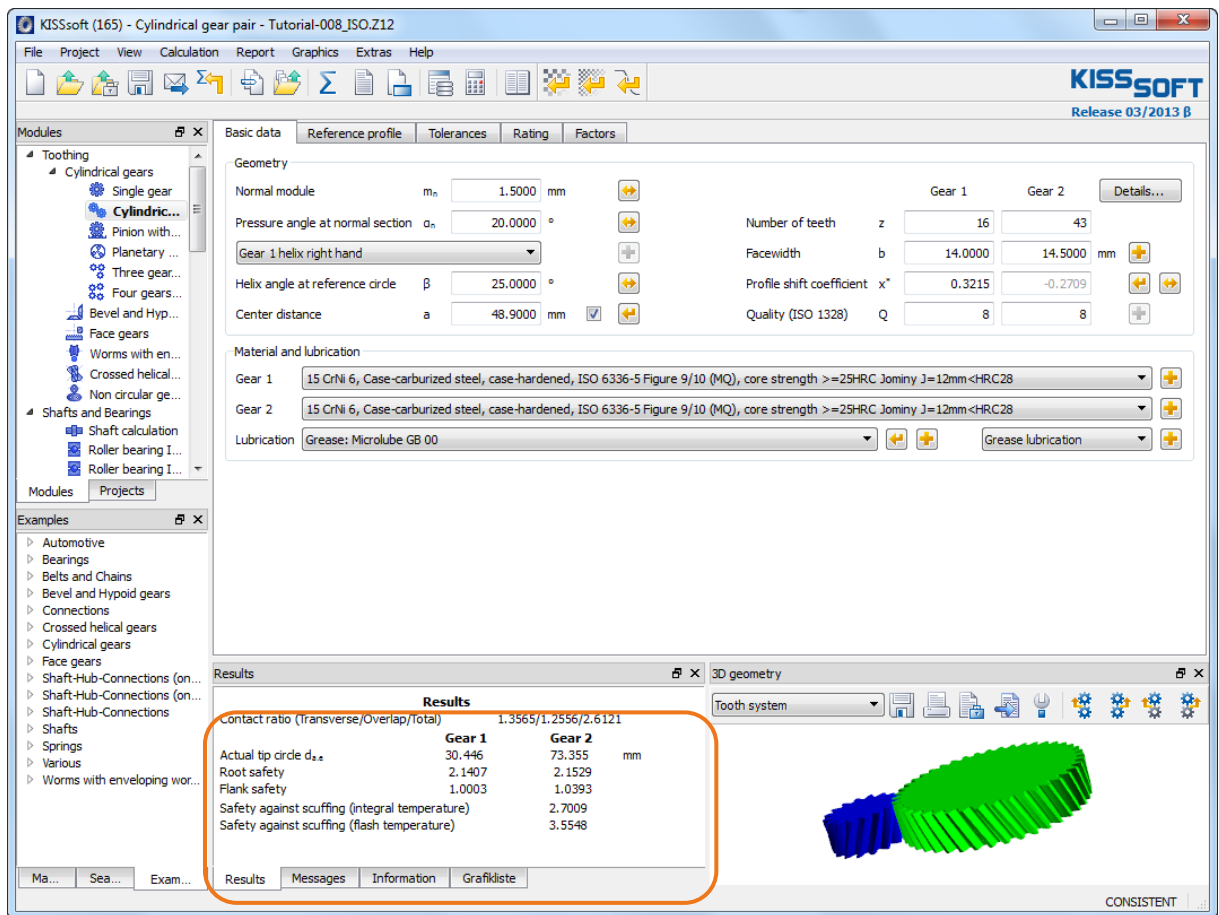 KISSsoft (165) - Cylindrical gear pair - Tutorial-008_ISO.Z12
File Project View Calculation Report Graphics Extras Help
KISSSOFT
Release 03/2013 β
Modules
Toothing
Cylindrical gears
Single gear
Cylindric...
Pinion with...
Planetary ...
Three gear...
Four gears...
Bevel and Hyp...
Face gears
Worms with en...
Crossed helical...
Non circular ge...
Shafts and Bearings
Shaft calculation
Roller bearing I...
Roller bearing I...
Modules Projects
Examples
Automotive
Bearings
Belts and Chains
Bevel and Hypoid gears
Connections
Crossed helical gears
Cylindrical gears
Face gears
Shaft-Hub-Connections (on...
Shaft-Hub-Connections (on...
Shaft-Hub-Connections
Shafts
Springs
Various
Worms with enveloping wor...
Ma... Sea... Exam...
Basic data Reference profile Tolerances Rating Factors
Geometry
Normal module mn 1.5000 mm
Pressure angle at normal section αn 20.0000 °
Gear 1 helix right hand
Helix angle at reference circle β 25.0000 °
Center distance a 48.9000 mm
Gear 1 Gear 2 Details...
Number of teeth z 16 43
Facewidth b 14.0000 14.5000 mm
Profile shift coefficient x* 0.3215 -0.2709
Quality (ISO 1328) Q 8 8
Material and lubrication
Gear 1 15 CrNi 6, Case-carburized steel, case-hardened, ISO 6336-5 Figure 9/10 (MQ), core strength >=25HRC Jominy J=12mm<HRC28
Gear 2 15 CrNi 6, Case-carburized steel, case-hardened, ISO 6336-5 Figure 9/10 (MQ), core strength >=25HRC Jominy J=12mm<HRC28
Lubrication Grease: Microlube GB 00 Grease lubrication
Results
Results
Contact ratio (Transverse/Overlap/Total) 1.3565/1.2556/2.6121
Gear 1 Gear 2
Actual tip circle da.e 30.446 73.355 mm
Root safety 2.1407 2.1529
Flank safety 1.0003 1.0393
Safety against scuffing (integral temperature) 2.7009
Safety against scuffing (flash temperature) 3.5548
Results Messages Information Grafikliste
3D geometry
Tooth system
CONSISTENT